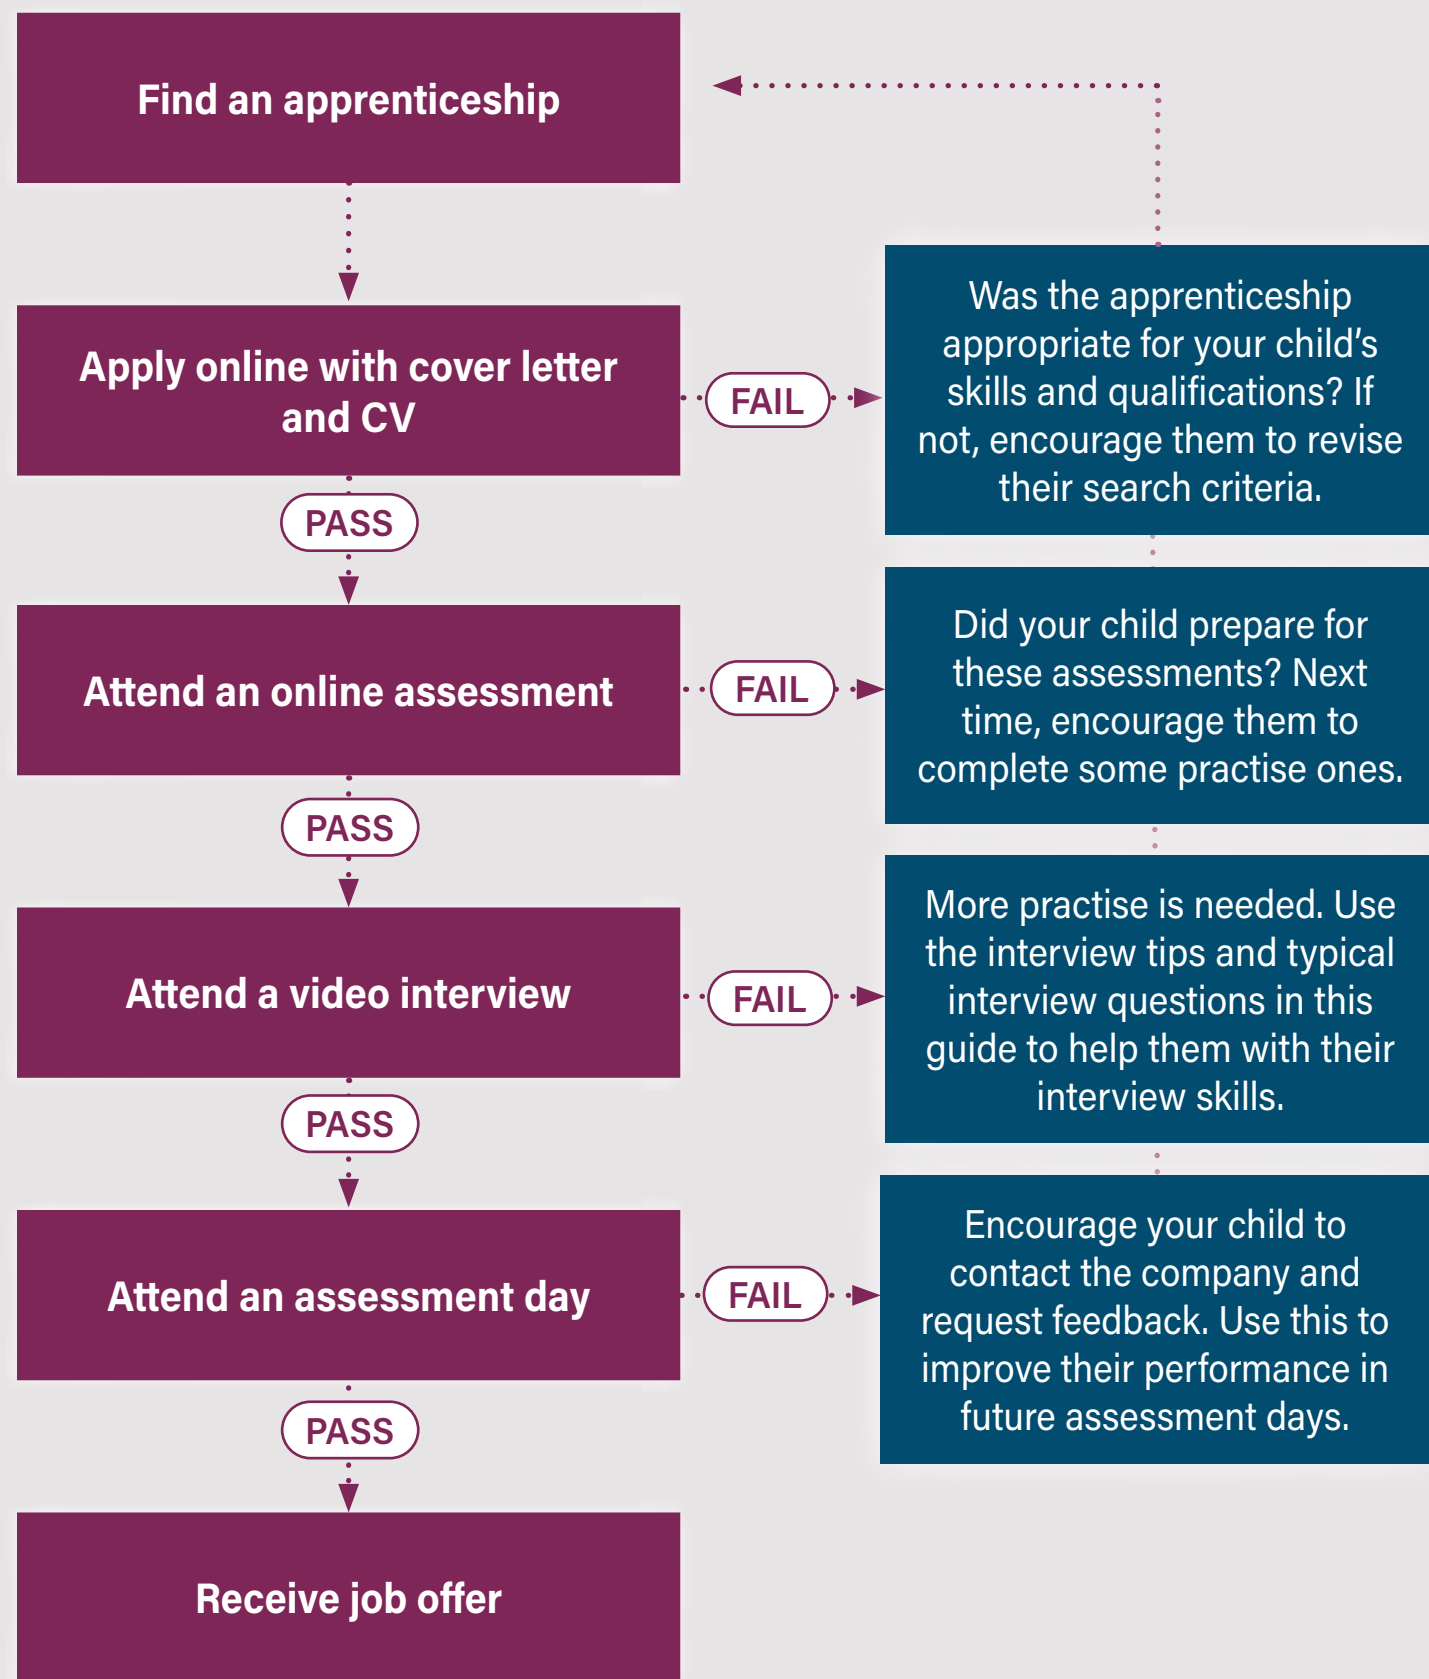 Find an apprenticeship
Apply online with cover letter
and CV
FAIL
Was the apprenticeship
appropriate for your child's
skills and qualifications? If
not, encourage them to revise
their search criteria.
PASS
Attend an online assessment
FAIL
Did your child prepare for
these assessments? Next
time, encourage them to
complete some practise ones.
PASS
Attend a video interview
FAIL
More practise is needed. Use
the interview tips and typical
interview questions in this
guide to help them with their
interview skills.
PASS
Attend an assessment day
FAIL
Encourage your child to
contact the company and
request feedback. Use this to
improve their performance in
future assessment days.
PASS
Receive job offer